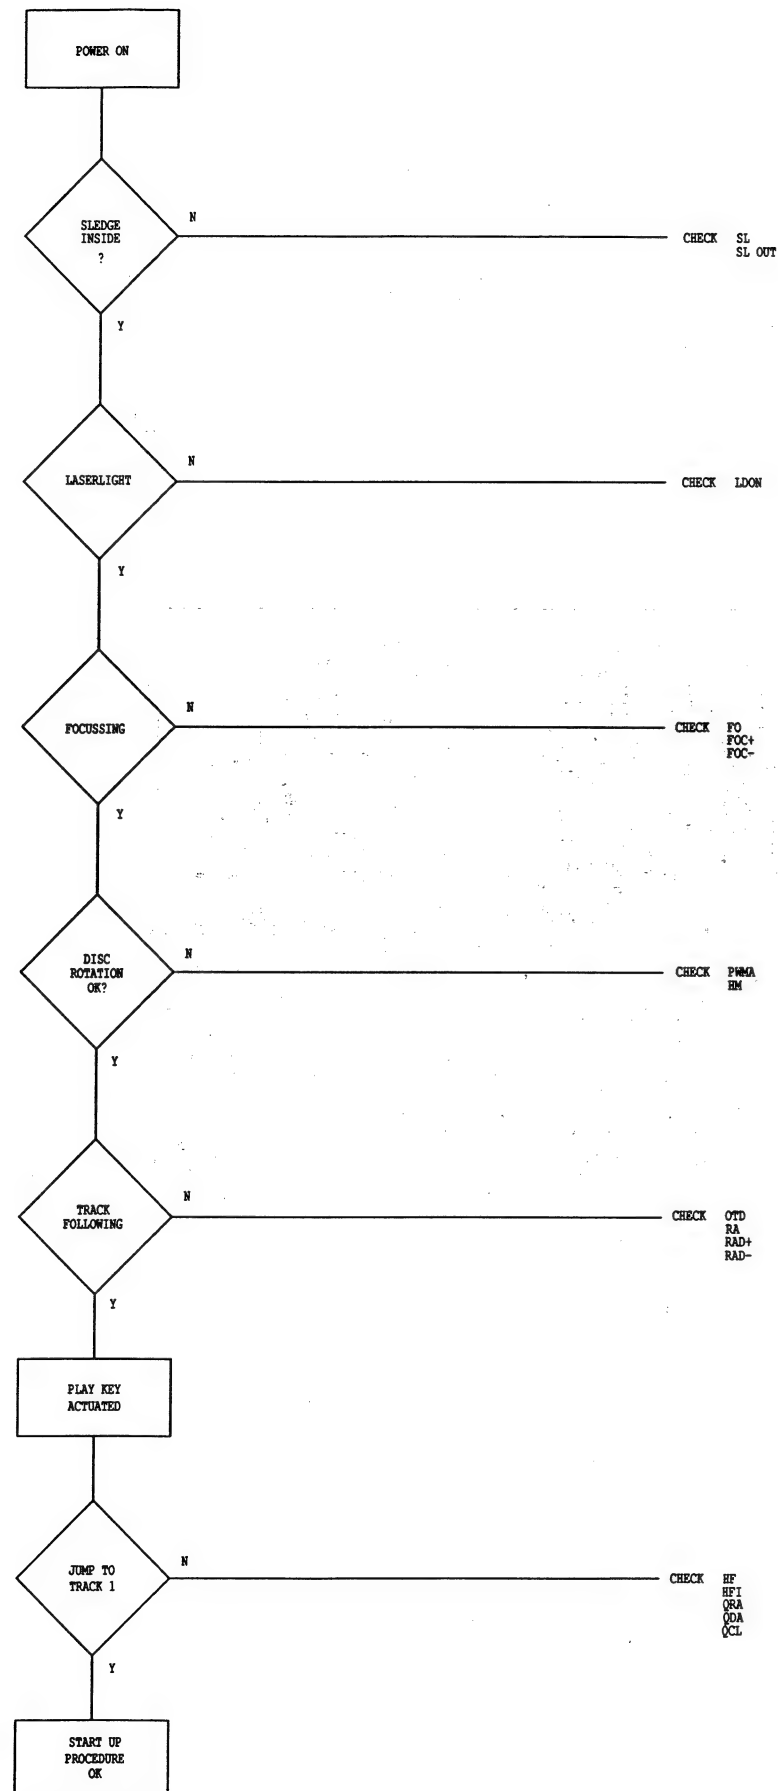 POWER ON
SLEDGE
INSIDE
?
N
CHECK SL
SL OUT
Y
LASERLIGHT
N
CHECK LDON
Y
FOCUSSING
N
CHECK FO
FOC+
FOC-
Y
DISC
ROTATION
OK?
N
CHECK PWMA
HM
Y
TRACK
FOLLOWING
N
CHECK OTD
RA
RAD+
RAD-
Y
PLAY KEY
ACTUATED
JUMP TO
TRACK 1
N
CHECK HF
HFI
QRA
QDA
QCL
Y
START UP
PROCEDURE
OK